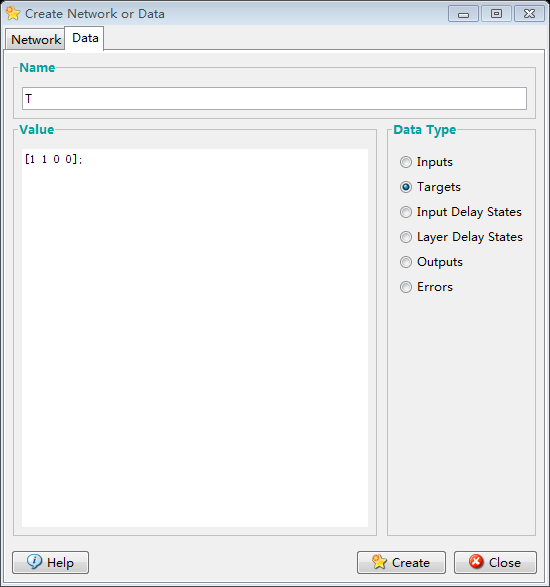 Create Network or Data
Network Data
Name
T
Value
[1 1 0 0];
Data Type
Inputs
Targets
Input Delay States
Layer Delay States
Outputs
Errors
Help Create Close